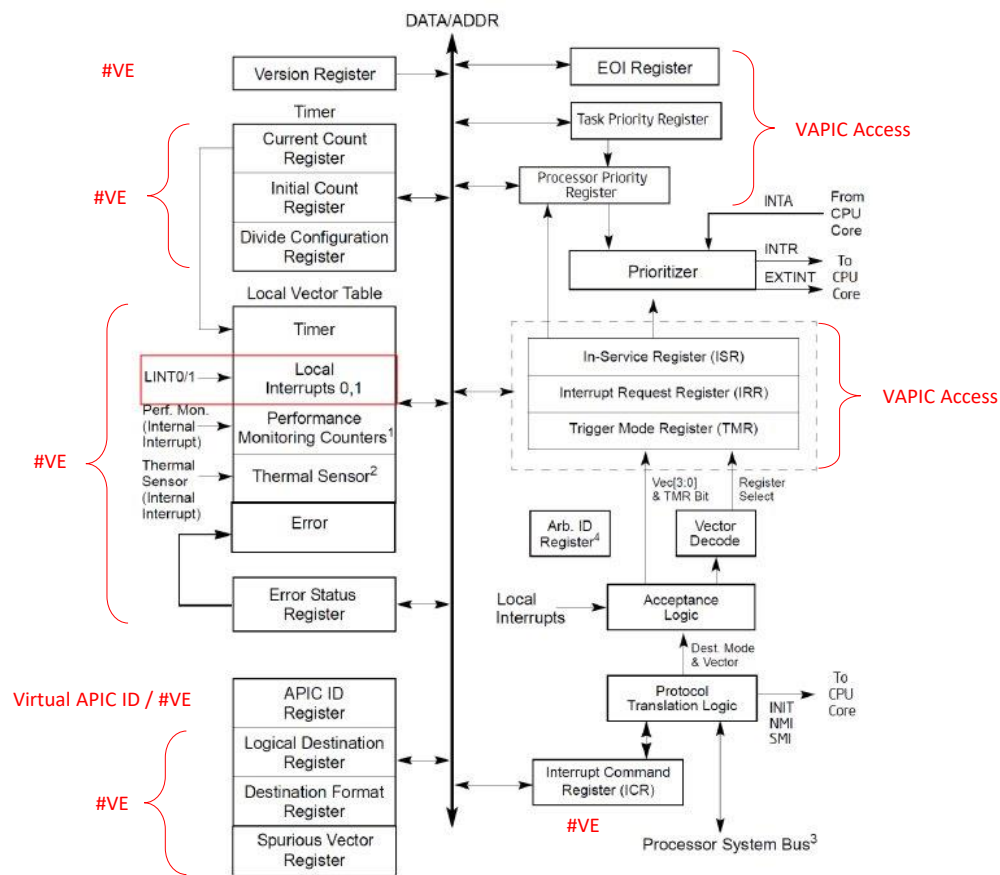 DATA/ADDR
#VE
Version Register
EOI Register
Timer
Task Priority Register
VAPIC Access
#VE
Current Count
Register
Initial Count
Register
Divide Configuration
Register
Processor Priority
Register
INTA
From
CPU
Core
Prioritizer
INTR
EXTINT
To
CPU
Core
Local Vector Table
#VE
Timer
LINT0/1
Local
Interrupts 0,1
Perf. Mon.
(Internal
Interrupt)
Performance
Monitoring Counters1
Thermal
Sensor
(Internal
Interrupt)
Thermal Sensor2
Error
Error Status
Register
In-Service Register (ISR)
Interrupt Request Register (IRR)
Trigger Mode Register (TMR)
VAPIC Access
Vec[3:0]
& TMR Bit
Register
Select
Arb. ID
Register4
Vector
Decode
Local
Interrupts
Acceptance
Logic
Dest. Mode
& Vector
Protocol
Translation Logic
INIT
NMI
SMI
To
CPU
Core
Virtual APIC ID / #VE
APIC ID
Register
#VE
Logical Destination
Register
Destination Format
Register
Spurious Vector
Register
Interrupt Command
Register (ICR)
#VE
Processor System Bus3